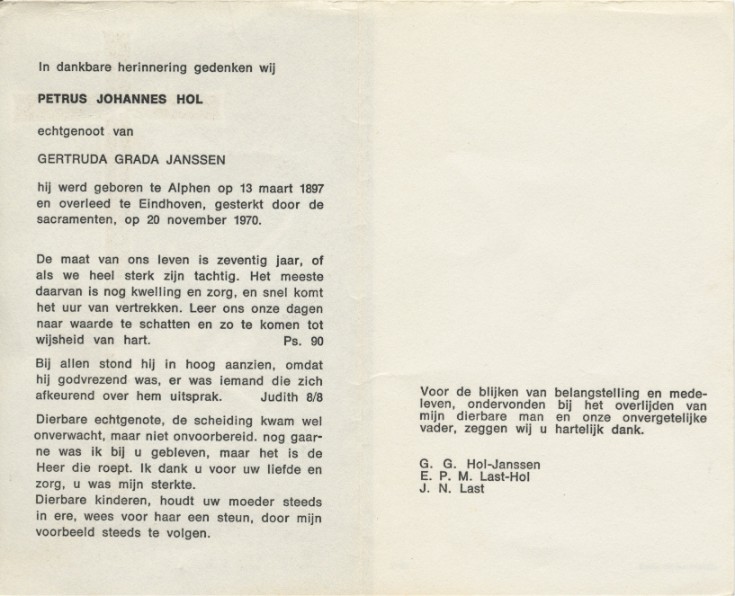 In dankbare herinnering gedenken wij
PETRUS JOHANNES HOL
echtgenoot van
GERTRUDA GRADA JANSSEN
hij werd geboren te Alphen op 13 maart 1897
en overleed te Eindhoven, gesterkt door de
sacramenten, op 20 november 1970.
De maat van ons leven is zeventig jaar, of
als we heel sterk zijn tachtig. Het meeste
daarvan is nog kwelling en zorg, en snel komt
het uur van vertrekken. Leer ons onze dagen
naar waarde te schatten en zo te komen tot
wijsheid van hart. Ps. 90
Bij allen stond hij in hoog aanzien, omdat
hij godvrezend was, er was iemand die zich
afkeurend over hem uitsprak. Judith 8/8
Dierbare echtgenote, de scheiding kwam wel
onverwacht, maar niet onvoorbereid. nog gaar-
ne was ik bij u gebleven, maar het is de
Heer die roept. Ik dank u voor uw liefde en
zorg, u was mijn sterkte.
Dierbare kinderen, houdt uw moeder steeds
in ere, wees voor haar een steun, door mijn
voorbeeld steeds te volgen.
Voor de blijken van belangstelling en mede-
leven, ondervonden bij het overlijden van
mijn dierbare man en onze onvergetelijke
vader, zeggen wij u hartelijk dank.
G. G. Hol-Janssen
E. P. M. Last-Hol
J. N. Last